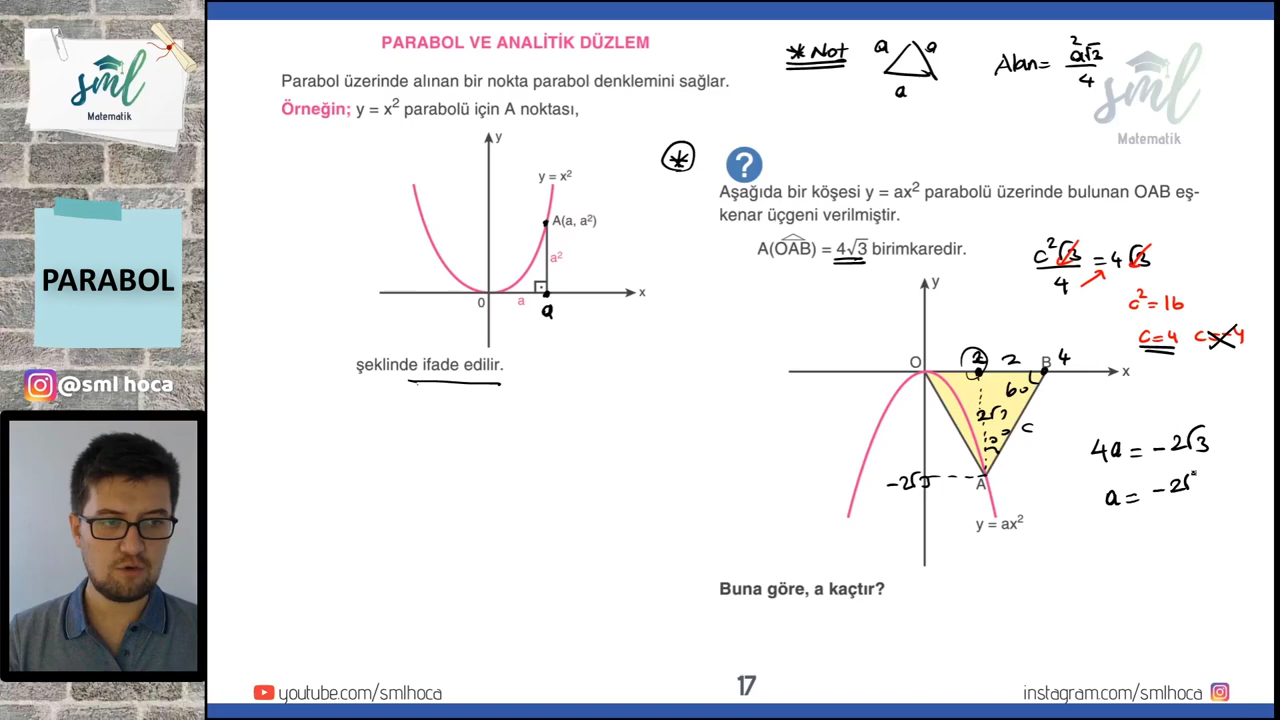 sml
Matematik
PARABOL
@sml hoca
PARABOL VE ANALİTİK DÜZLEM
Parabol üzerinde alınan bir nokta parabol denklemini sağlar.
Örneğin; y = x² parabolü için A noktası,
y
y = x²
A(a, a²)
a²
0
a
x
a
şeklinde ifade edilir.
* Not
a
a
a
Alan = a²√3/4
sml
Matematik
*
?
Aşağıda bir köşesi y = ax² parabolü üzerinde bulunan OAB eş-
kenar üçgeni verilmiştir.
A(OAB) = 4√3 birimkaredir.
c²√3/4 = 4√3
c² = 16
c = 4 c = -4
y
O
2
2
B
4
x
60
2√3
30
c
-2√3
A
y = ax²
4a = -2√3
a = -2√
Buna göre, a kaçtır?
youtube.com/smlhoca
17
instagram.com/smlhoca